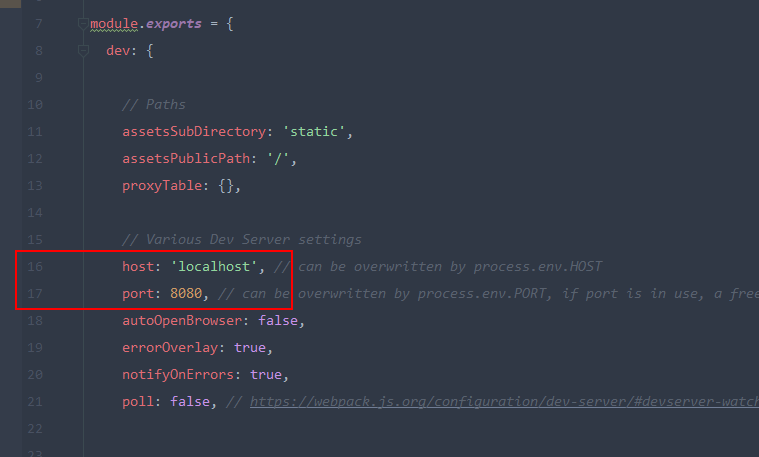 7 module.exports = {
8 dev: {
9
10 // Paths
11 assetsSubDirectory: 'static',
12 assetsPublicPath: '/',
13 proxyTable: {},
14
15 // Various Dev Server settings
16 host: 'localhost', // can be overwritten by process.env.HOST
17 port: 8080, // can be overwritten by process.env.PORT, if port is in use, a free
18 autoOpenBrowser: false,
19 errorOverlay: true,
20 notifyOnErrors: true,
21 poll: false, // https://webpack.js.org/configuration/dev-server/#devserver-watch
22